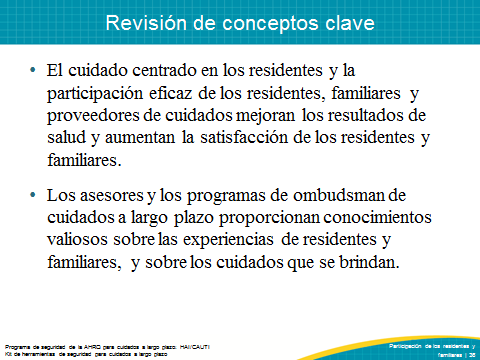 Revisión de conceptos clave
• El cuidado centrado en los residentes y la
participación eficaz de los residentes, familiares y
proveedores de cuidados mejoran los resultados de
salud y aumentan la satisfacción de los residentes y
familiares.
• Los asesores y los programas de ombudsman de
cuidados a largo plazo proporcionan conocimientos
valiosos sobre las experiencias de residentes y
familiares, y sobre los cuidados que se brindan.
Programa de seguridad de la AHRQ para cuidados a largo plazo: HAI/CAUTI
Kit de herramientas de seguridad para cuidados a largo plazo
Participación de los residentes y
familiares | 36